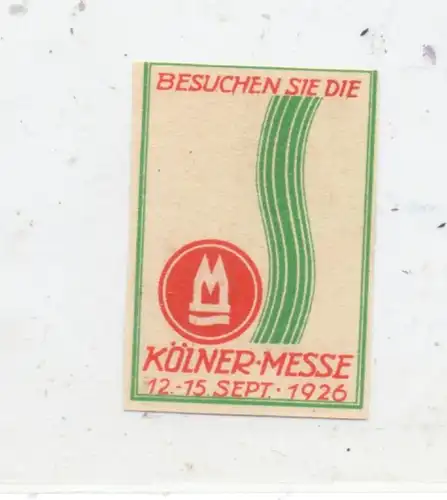 BESUCHEN SIE DIE
M
KÖLNER·MESSE
12.-15. SEPT. · 1926